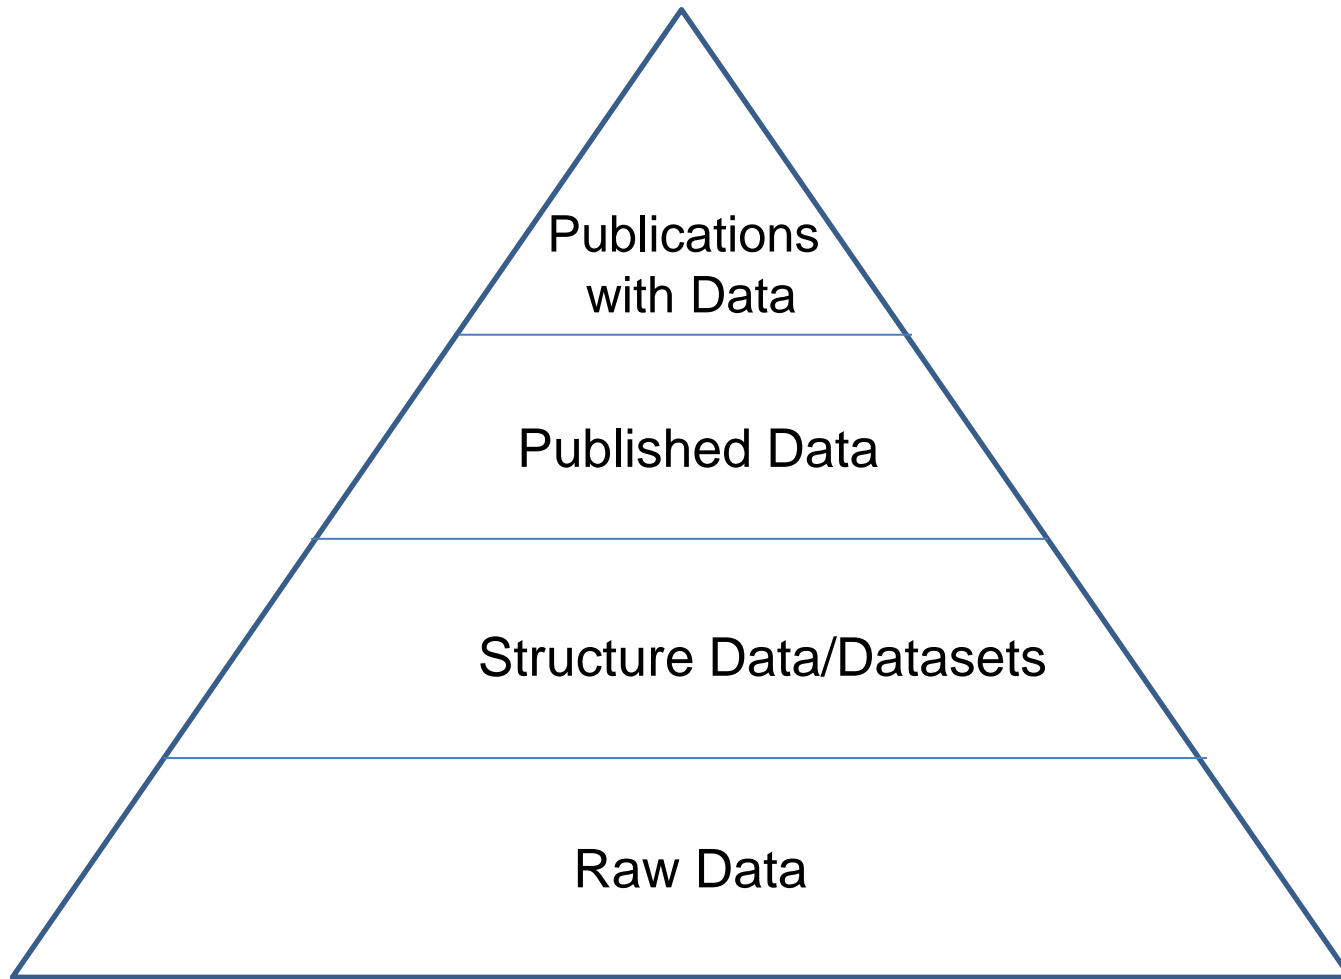 Publications
with Data
Published Data
Structure Data/Datasets
Raw Data